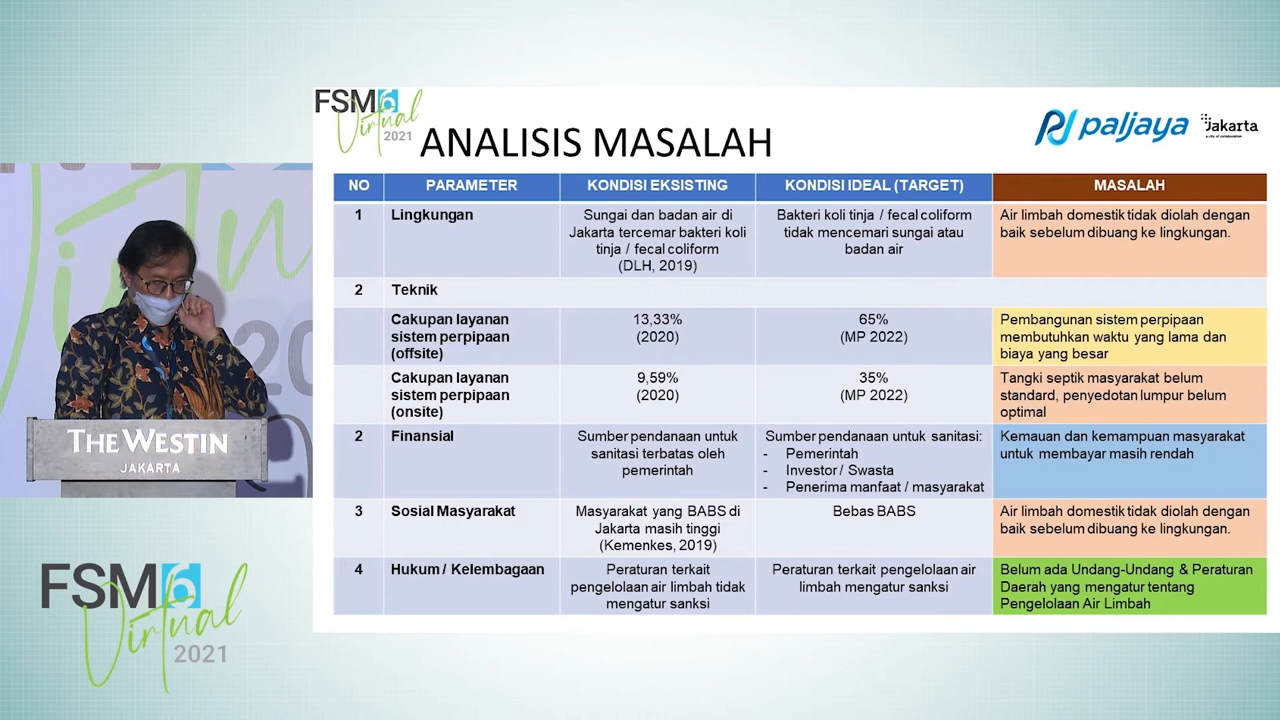 FSM6
Virtual
2021
ANALISIS MASALAH
paljaya
Jakarta
a city of collaboration
NO PARAMETER KONDISI EKSISTING KONDISI IDEAL (TARGET) MASALAH
1 Lingkungan
Sungai dan badan air di
Jakarta tercemar bakteri koli
tinja / fecal coliform
(DLH, 2019)
Bakteri koli tinja / fecal coliform
tidak mencemari sungai atau
badan air
Air limbah domestik tidak diolah dengan
baik sebelum dibuang ke lingkungan.
2 Teknik
Cakupan layanan
sistem perpipaan
(offsite)
13,33%
(2020)
65%
(MP 2022)
Pembangunan sistem perpipaan
membutuhkan waktu yang lama dan
biaya yang besar
Cakupan layanan
sistem perpipaan
(onsite)
9,59%
(2020)
35%
(MP 2022)
Tangki septik masyarakat belum
standard, penyedotan lumpur belum
optimal
2 Finansial
Sumber pendanaan untuk
sanitasi terbatas oleh
pemerintah
Sumber pendanaan untuk sanitasi:
- Pemerintah
- Investor / Swasta
- Penerima manfaat / masyarakat
Kemauan dan kemampuan masyarakat
untuk membayar masih rendah
3 Sosial Masyarakat
Masyarakat yang BABS di
Jakarta masih tinggi
(Kemenkes, 2019)
Bebas BABS
Air limbah domestik tidak diolah dengan
baik sebelum dibuang ke lingkungan.
4 Hukum / Kelembagaan
Peraturan terkait
pengelolaan air limbah tidak
mengatur sanksi
Peraturan terkait pengelolaan air
limbah mengatur sanksi
Belum ada Undang-Undang & Peraturan
Daerah yang mengatur tentang
Pengelolaan Air Limbah
THE WESTIN
JAKARTA
FSM6
Virtual
2021